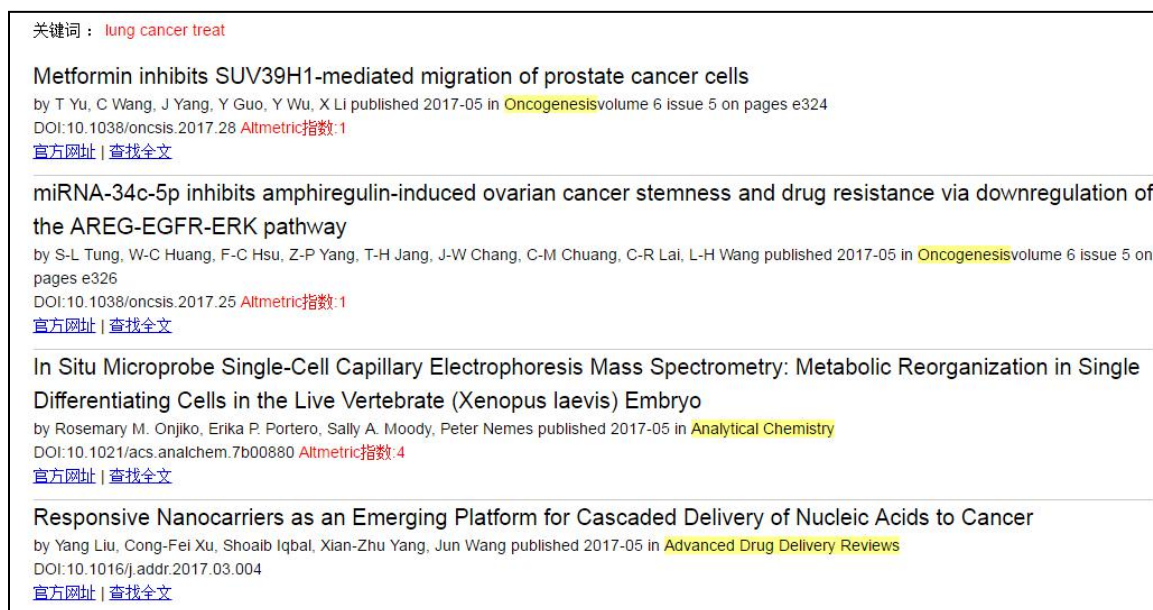 关键词 : lung cancer treat
Metformin inhibits SUV39H1-mediated migration of prostate cancer cells
by T Yu, C Wang, J Yang, Y Guo, Y Wu, X Li published 2017-05 in Oncogenesisvolume 6 issue 5 on pages e324
DOI:10.1038/oncsis.2017.28 Altmetric指数:1
官方网址 | 查找全文
miRNA-34c-5p inhibits amphiregulin-induced ovarian cancer stemness and drug resistance via downregulation of
the AREG-EGFR-ERK pathway
by S-L Tung, W-C Huang, F-C Hsu, Z-P Yang, T-H Jang, J-W Chang, C-M Chuang, C-R Lai, L-H Wang published 2017-05 in Oncogenesisvolume 6 issue 5 on
pages e326
DOI:10.1038/oncsis.2017.25 Altmetric指数:1
官方网址 | 查找全文
In Situ Microprobe Single-Cell Capillary Electrophoresis Mass Spectrometry: Metabolic Reorganization in Single
Differentiating Cells in the Live Vertebrate (Xenopus laevis) Embryo
by Rosemary M. Onjiko, Erika P. Portero, Sally A. Moody, Peter Nemes published 2017-05 in Analytical Chemistry
DOI:10.1021/acs.analchem.7b00880 Altmetric指数:4
官方网址 | 查找全文
Responsive Nanocarriers as an Emerging Platform for Cascaded Delivery of Nucleic Acids to Cancer
by Yang Liu, Cong-Fei Xu, Shoaib Iqbal, Xian-Zhu Yang, Jun Wang published 2017-05 in Advanced Drug Delivery Reviews
DOI:10.1016/j.addr.2017.03.004
官方网址 | 查找全文